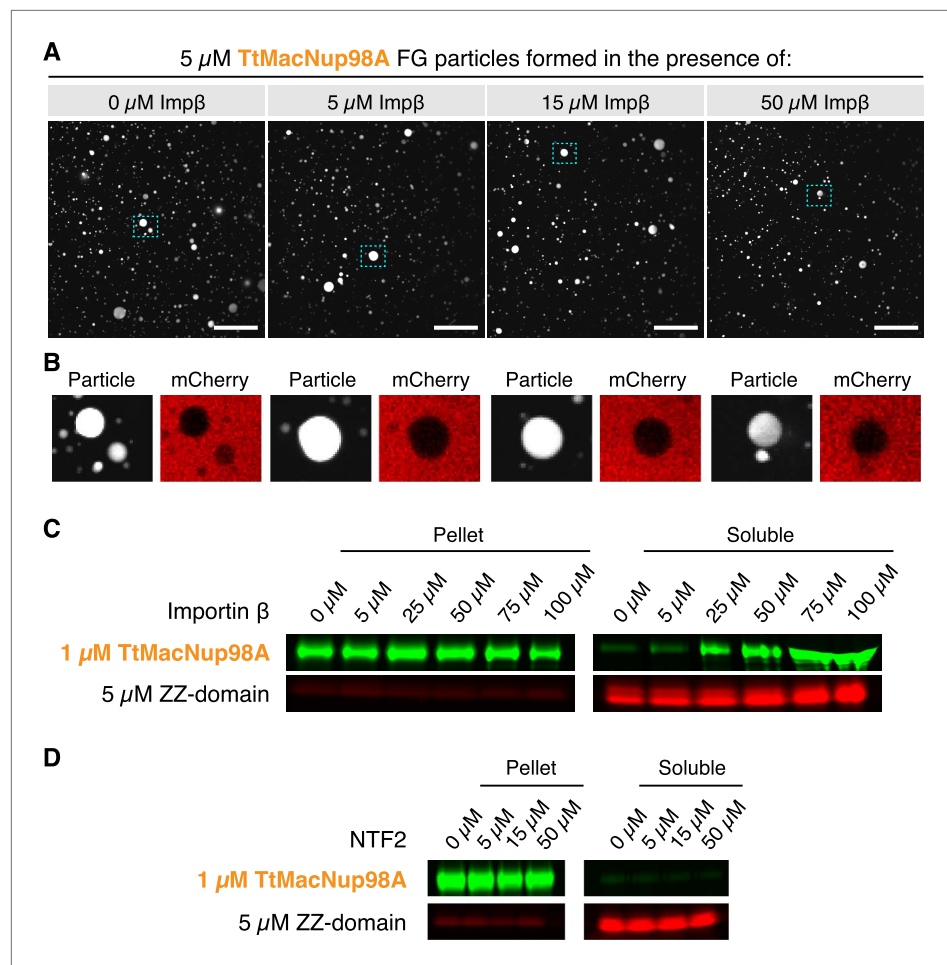 A
5 µM TtMacNup98A FG particles formed in the presence of:
0 µM Impβ 5 µM Impβ 15 µM Impβ 50 µM Impβ
B
Particle mCherry Particle mCherry Particle mCherry Particle mCherry
C
Pellet Soluble
Importin β 0 µM 5 µM 25 µM 50 µM 75 µM 100 µM 0 µM 5 µM 25 µM 50 µM 75 µM 100 µM
1 µM TtMacNup98A
5 µM ZZ-domain
D
Pellet Soluble
NTF2 0 µM 5 µM 15 µM 50 µM 0 µM 5 µM 15 µM 50 µM
1 µM TtMacNup98A
5 µM ZZ-domain